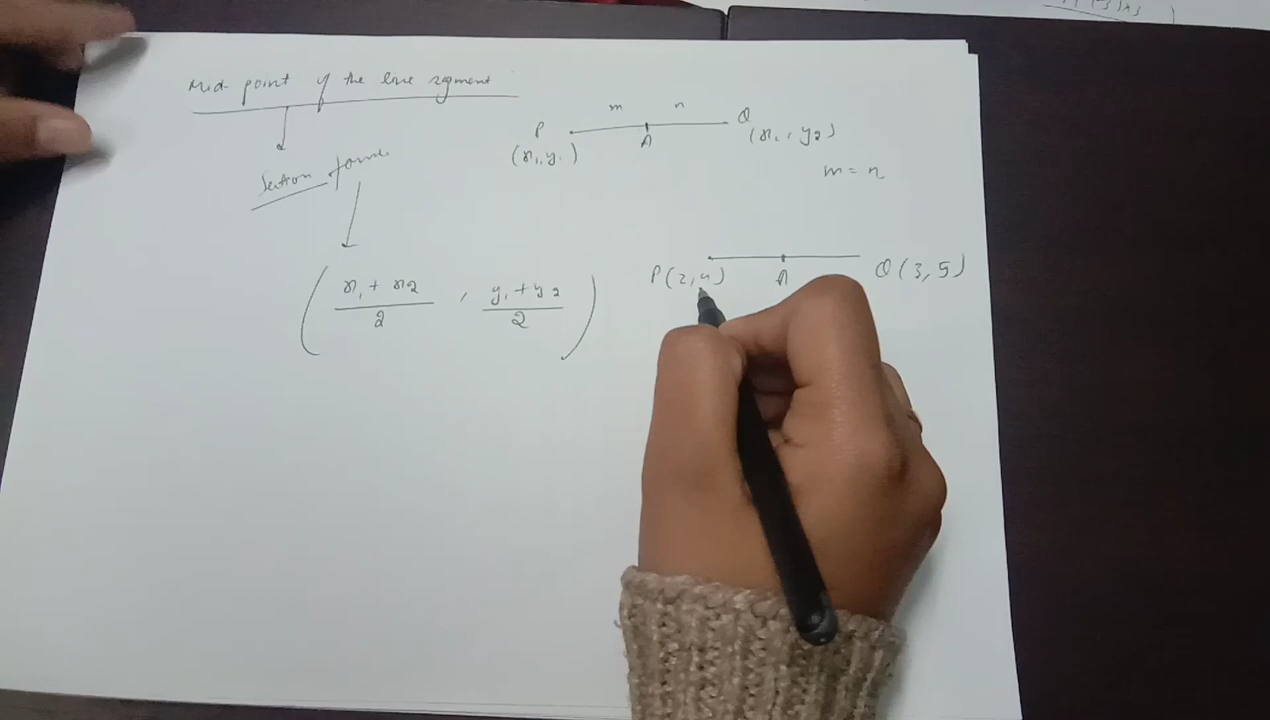 Mid-point of the line segment
m n
P Q
A
(x₁, y₁) (x₁, y₂)
m = n
Section formula
P(2,4) A Q(3,5)
(x₁ + x₂ / 2 , y₁ + y₂ / 2)